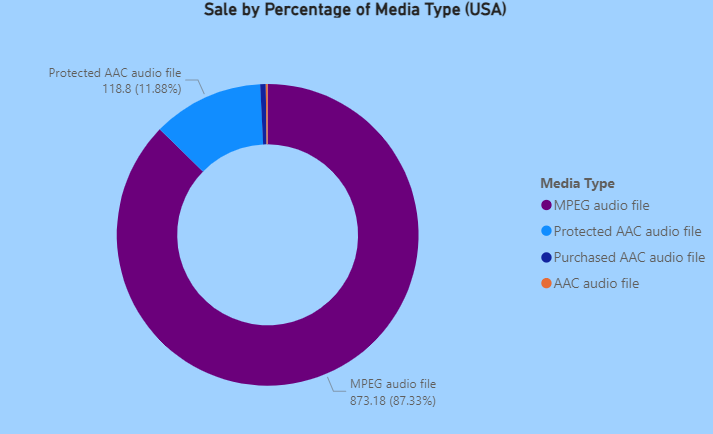 Sale by Percentage of Media Type (USA)
Protected AAC audio file
118.8 (11.88%)
Media Type
MPEG audio file
Protected AAC audio file
Purchased AAC audio file
AAC audio file
MPEG audio file
873.18 (87.33%)